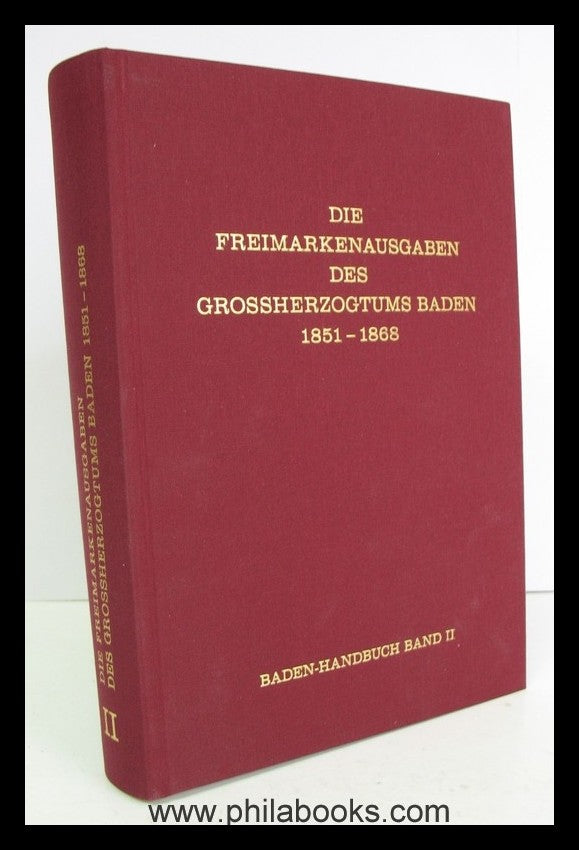 DIE
FREIMARKENAUSGABEN
DES
GROSSHERZOGTUMS BADEN
1851 - 1868
BADEN-HANDBUCH BAND II
DIE FREIMARKENAUSGABEN
DES GROSSHERZOGTUMS BADEN 1851 - 1868
II
www.philabooks.com